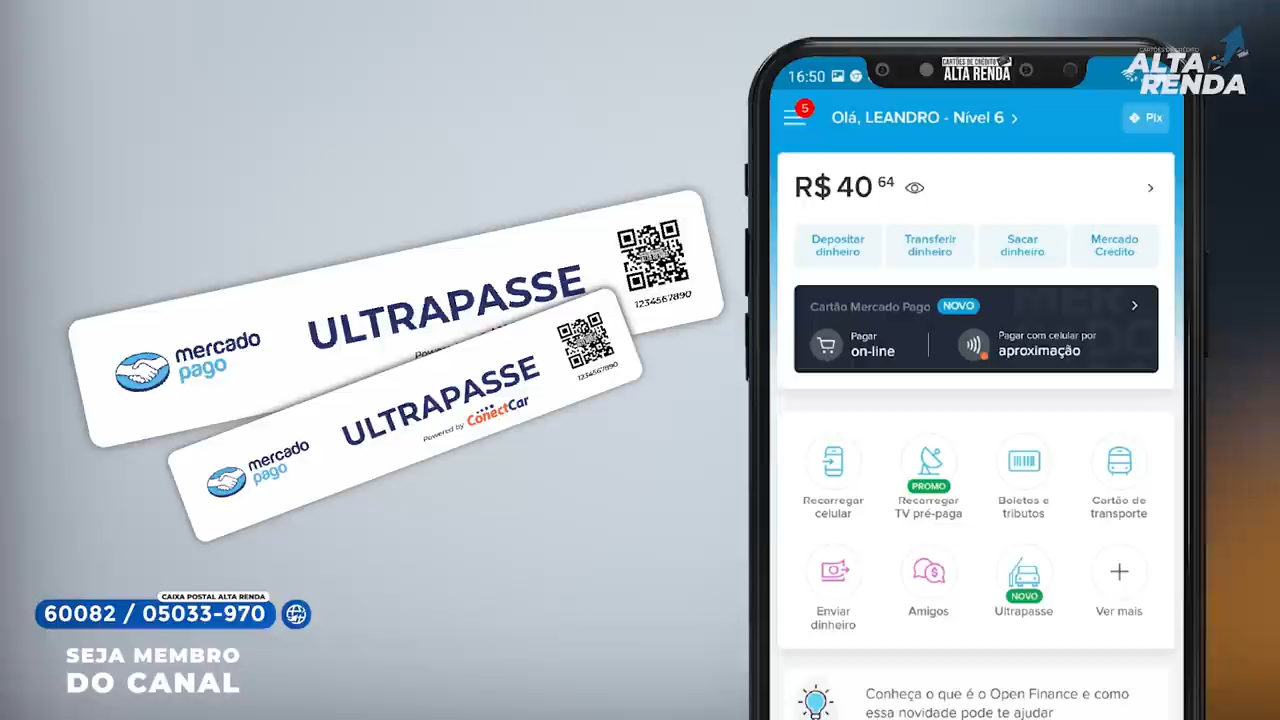 CARTÕES DE CRÉDITO
ALTA
RENDA
16:50
CARTÕES DE CRÉDITO
ALTA RENDA
5
Olá, LEANDRO - Nível 6 >
Pix
R$ 40 64
Depositar
dinheiro
Transferir
dinheiro
Sacar
dinheiro
Mercado
Crédito
Cartão Mercado Pago NOVO
Pagar
on-line
Pagar com celular por
aproximação
Recarregar
celular
PROMO
Recarregar
TV pré-paga
Boletos e
tributos
Cartão de
transporte
Enviar
dinheiro
Amigos
NOVO
Ultrapasse
Ver mais
Conheça o que é o Open Finance e como
essa novidade pode te ajudar
mercado
pago
ULTRAPASSE
Powered
1234567890
mercado
pago
ULTRAPASSE
Powered by ConectCar
1234567890
CAIXA POSTAL ALTA RENDA
60082 / 05033-970
SEJA MEMBRO
DO CANAL